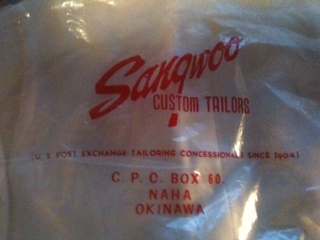 Sangwoo
CUSTOM TAILORS
(U. S. POST EXCHANGE TAILORING CONCESSIONAIRE SINCE 1904)
C. P. C. BOX 60.
NAHA
OKINAWA